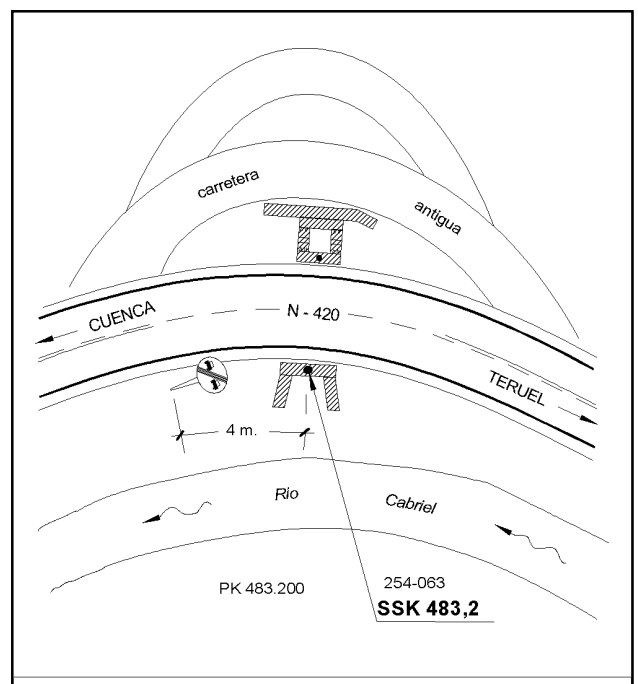 carretera
antigua
CUENCA
N - 420
TERUEL
4 m.
Rio
Cabriel
PK 483.200
254-063
SSK 483,2